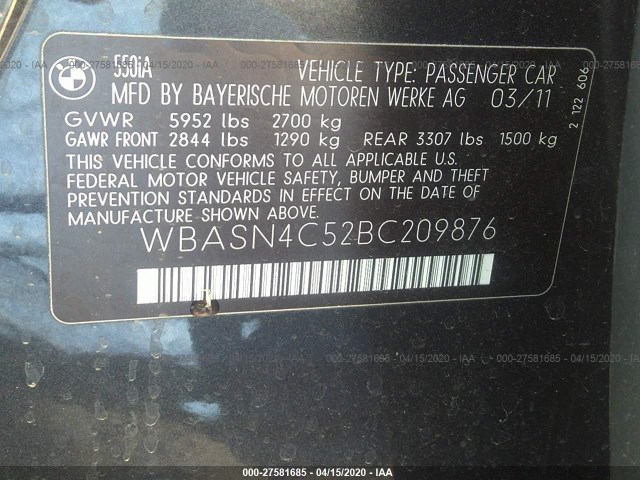 BMW 550iA VEHICLE TYPE: PASSENGER CAR
MFD BY BAYERISCHE MOTOREN WERKE AG 03/11
GVWR 5952 lbs 2700 kg
GAWR FRONT 2844 lbs 1290 kg REAR 3307 lbs 1500 kg
THIS VEHICLE CONFORMS TO ALL APPLICABLE U.S.
FEDERAL MOTOR VEHICLE SAFETY, BUMPER AND THEFT
PREVENTION STANDARDS IN EFFECT ON THE DATE OF
MANUFACTURE SHOWN ABOVE.
WBASN4C52BC209876
2 122 606
000-27581685 - 04/15/2020 - IAA